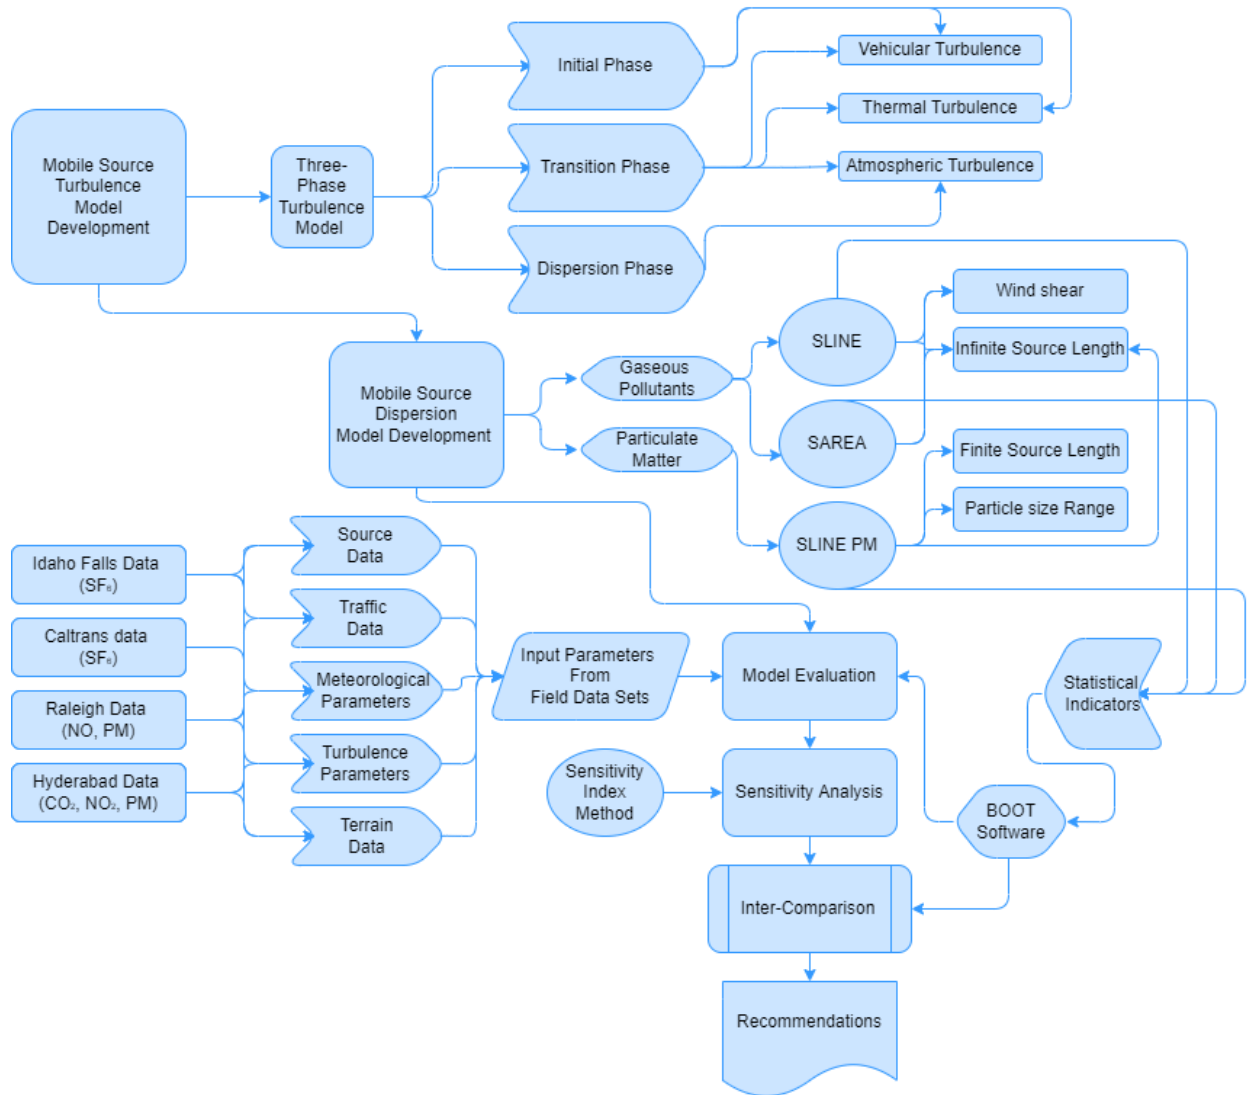 Initial Phase
Vehicular Turbulence
Thermal Turbulence
Mobile Source
Turbulence
Model
Development
Three-
Phase
Turbulence
Model
Transition Phase
Atmospheric Turbulence
Dispersion Phase
Wind shear
SLINE
Infinite Source Length
Gaseous
Pollutants
Mobile Source
Dispersion
Model Development
Particulate
Matter
SAREA
Finite Source Length
Particle size Range
SLINE PM
Source
Data
Idaho Falls Data
(SF₆)
Traffic
Data
Caltrans data
(SF₆)
Meteorological
Parameters
Input Parameters
From
Field Data Sets
Model Evaluation
Statistical
Indicators
Raleigh Data
(NO, PM)
Turbulence
Parameters
Hyderabad Data
(CO₂, NO₂, PM)
Sensitivity
Index
Method
Sensitivity Analysis
BOOT
Software
Terrain
Data
Inter-Comparison
Recommendations